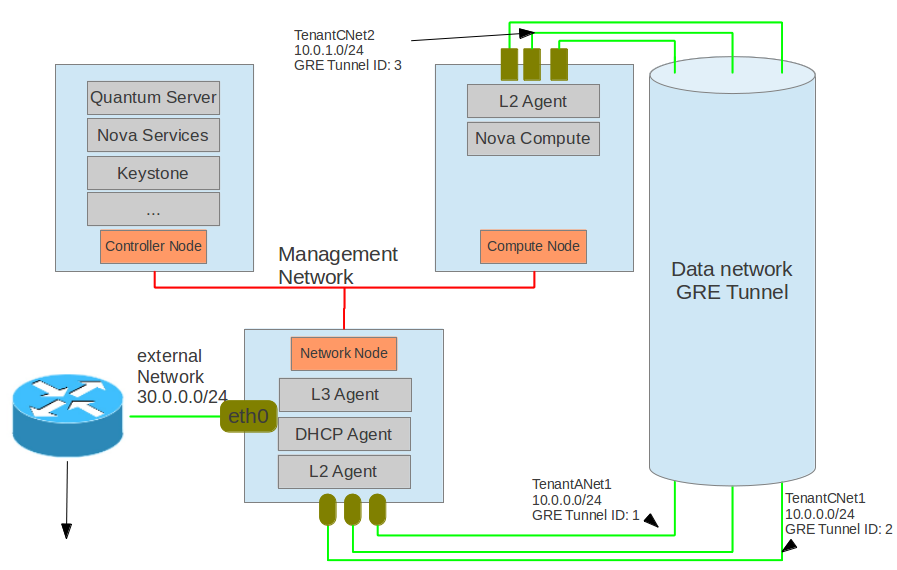 TenantCNet2
10.0.1.0/24
GRE Tunnel ID: 3
Quantum Server
Nova Services
Keystone
...
Controller Node
L2 Agent
Nova Compute
Compute Node
Data network
GRE Tunnel
Management
Network
Network Node
L3 Agent
DHCP Agent
L2 Agent
external
Network
30.0.0.0/24
eth0
TenantANet1
10.0.0.0/24
GRE Tunnel ID: 1
TenantCNet1
10.0.0.0/24
GRE Tunnel ID: 2